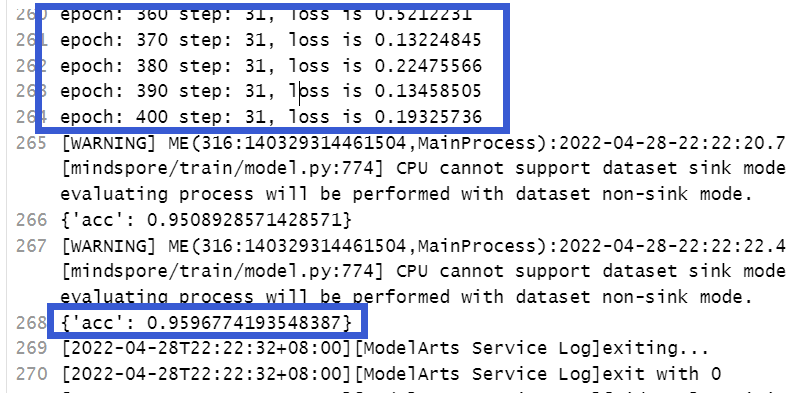 260 epoch: 360 step: 31, loss is 0.5212231
261 epoch: 370 step: 31, loss is 0.13224845
262 epoch: 380 step: 31, loss is 0.22475566
263 epoch: 390 step: 31, loss is 0.13458505
264 epoch: 400 step: 31, loss is 0.19325736
265 [WARNING] ME(316:140329314461504,MainProcess):2022-04-28-22:22:20.7
[mindspore/train/model.py:774] CPU cannot support dataset sink mode
evaluating process will be performed with dataset non-sink mode.
266 {'acc': 0.9508928571428571}
267 [WARNING] ME(316:140329314461504,MainProcess):2022-04-28-22:22:22.4
[mindspore/train/model.py:774] CPU cannot support dataset sink mode
evaluating process will be performed with dataset non-sink mode.
268 {'acc': 0.9596774193548387}
269 [2022-04-28T22:22:32+08:00][ModelArts Service Log]exiting...
270 [2022-04-28T22:22:32+08:00][ModelArts Service Log]exit with 0